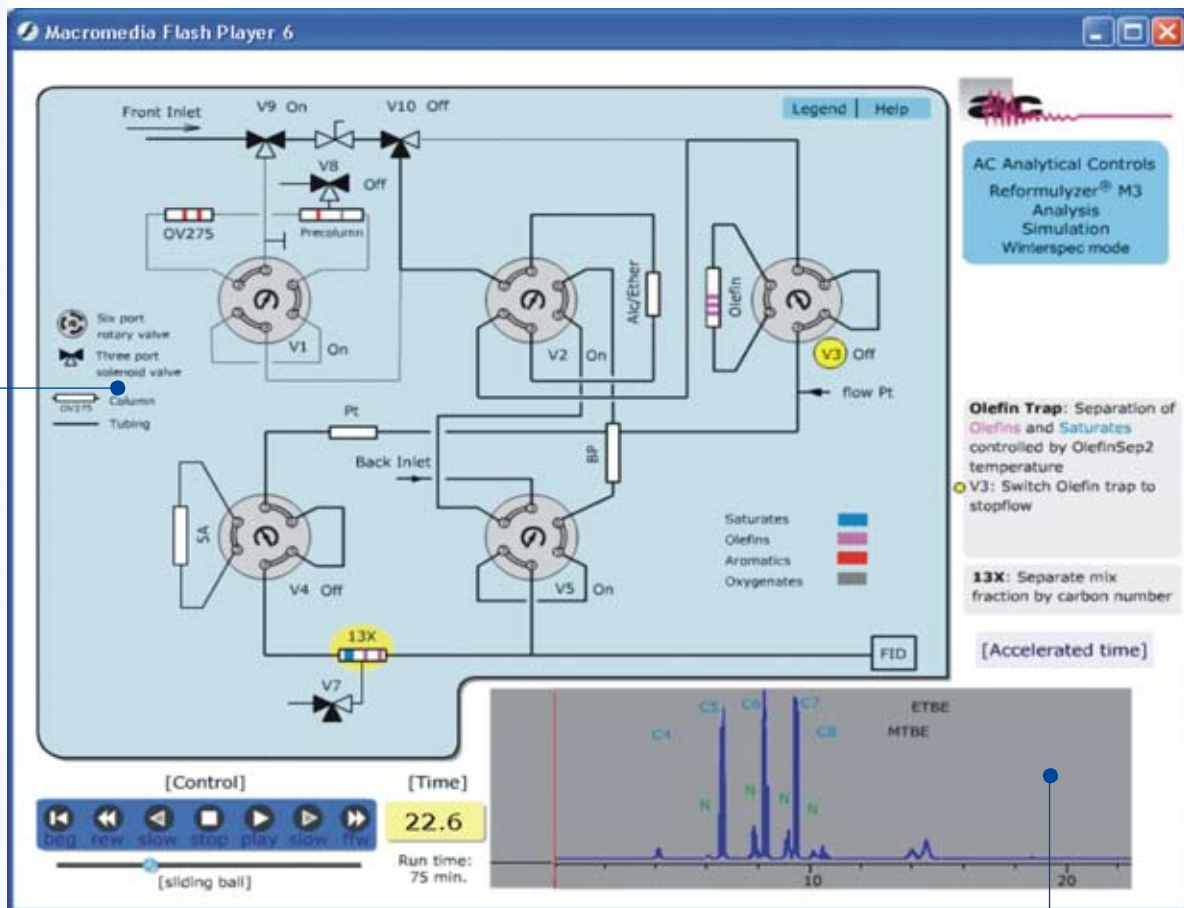 Macromedia Flash Player 6
Front Inlet
V9 On
V10 Off
Legend | Help
V8
Off
OV275
Precolumn
V1
On
Alc/Ether
V2
On
Olefin
V3 Off
flow Pt
Six port
rotary valve
Three port
solenoid valve
OV275
Column
Tubing
Pt
Back Inlet
BP
5A
V4 Off
V5
On
Saturates
Olefins
Aromatics
Oxygenates
13X
V7
FID
ac
AC Analytical Controls
Reformulyzer® M3
Analysis
Simulation
Winterspec mode
Olefin Trap: Separation of
Olefins and Saturates
controlled by OlefinSep2
temperature
V3: Switch Olefin trap to
stopflow
13X: Separate mix
fraction by carbon number
[Accelerated time]
[Control]
beg rew slow stop play slow ffw
[sliding ball]
[Time]
22.6
Run time:
75 min.
C4
C5
C6
C7
C8
ETBE
MTBE
N
N
N
N
10
20